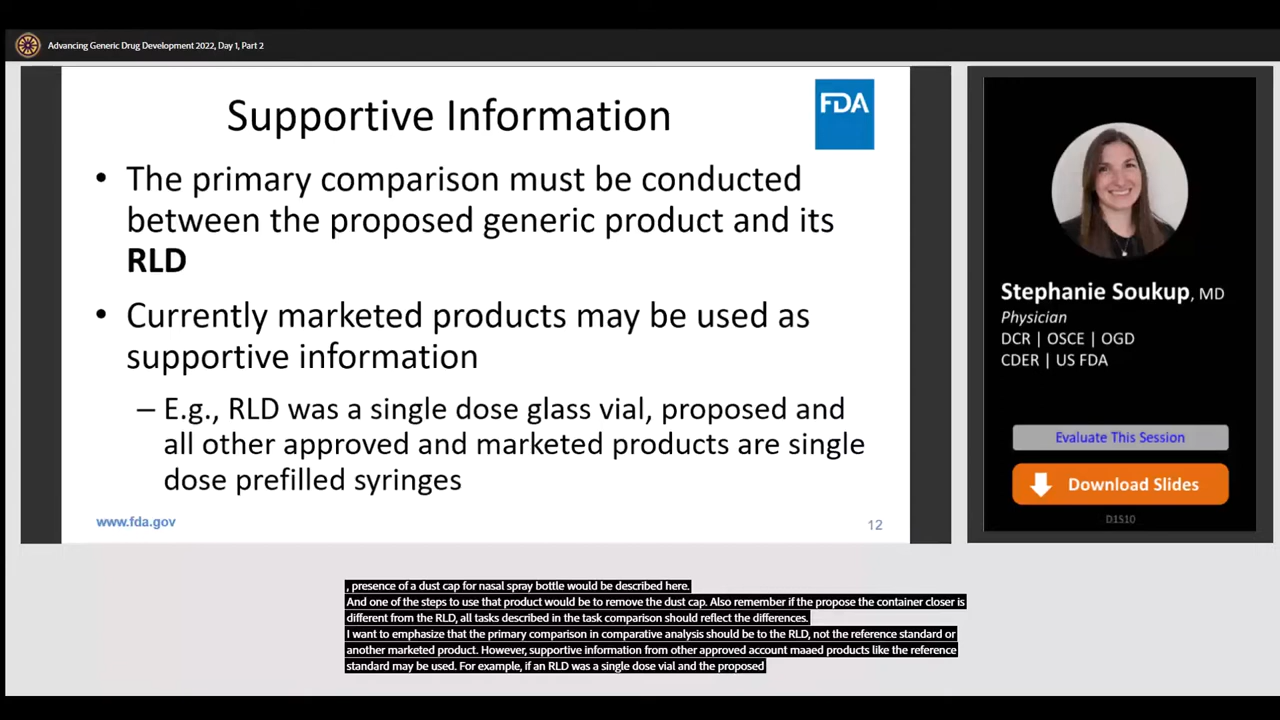 Advancing Generic Drug Development 2022, Day 1, Part 2
Supportive Information
FDA
• The primary comparison must be conducted
between the proposed generic product and its
RLD
• Currently marketed products may be used as
supportive information
– E.g., RLD was a single dose glass vial, proposed and
all other approved and marketed products are single
dose prefilled syringes
www.fda.gov
12
Stephanie Soukup, MD
Physician
DCR | OSCE | OGD
CDER | US FDA
Evaluate This Session
Download Slides
D1S10
, presence of a dust cap for nasal spray bottle would be described here.
And one of the steps to use that product would be to remove the dust cap. Also remember if the propose the container closer is
different from the RLD, all tasks described in the task comparison should reflect the differences.
I want to emphasize that the primary comparison in comparative analysis should be to the RLD, not the reference standard or
another marketed product. However, supportive information from other approved account maaed products like the reference
standard may be used. For example, if an RLD was a single dose vial and the proposed